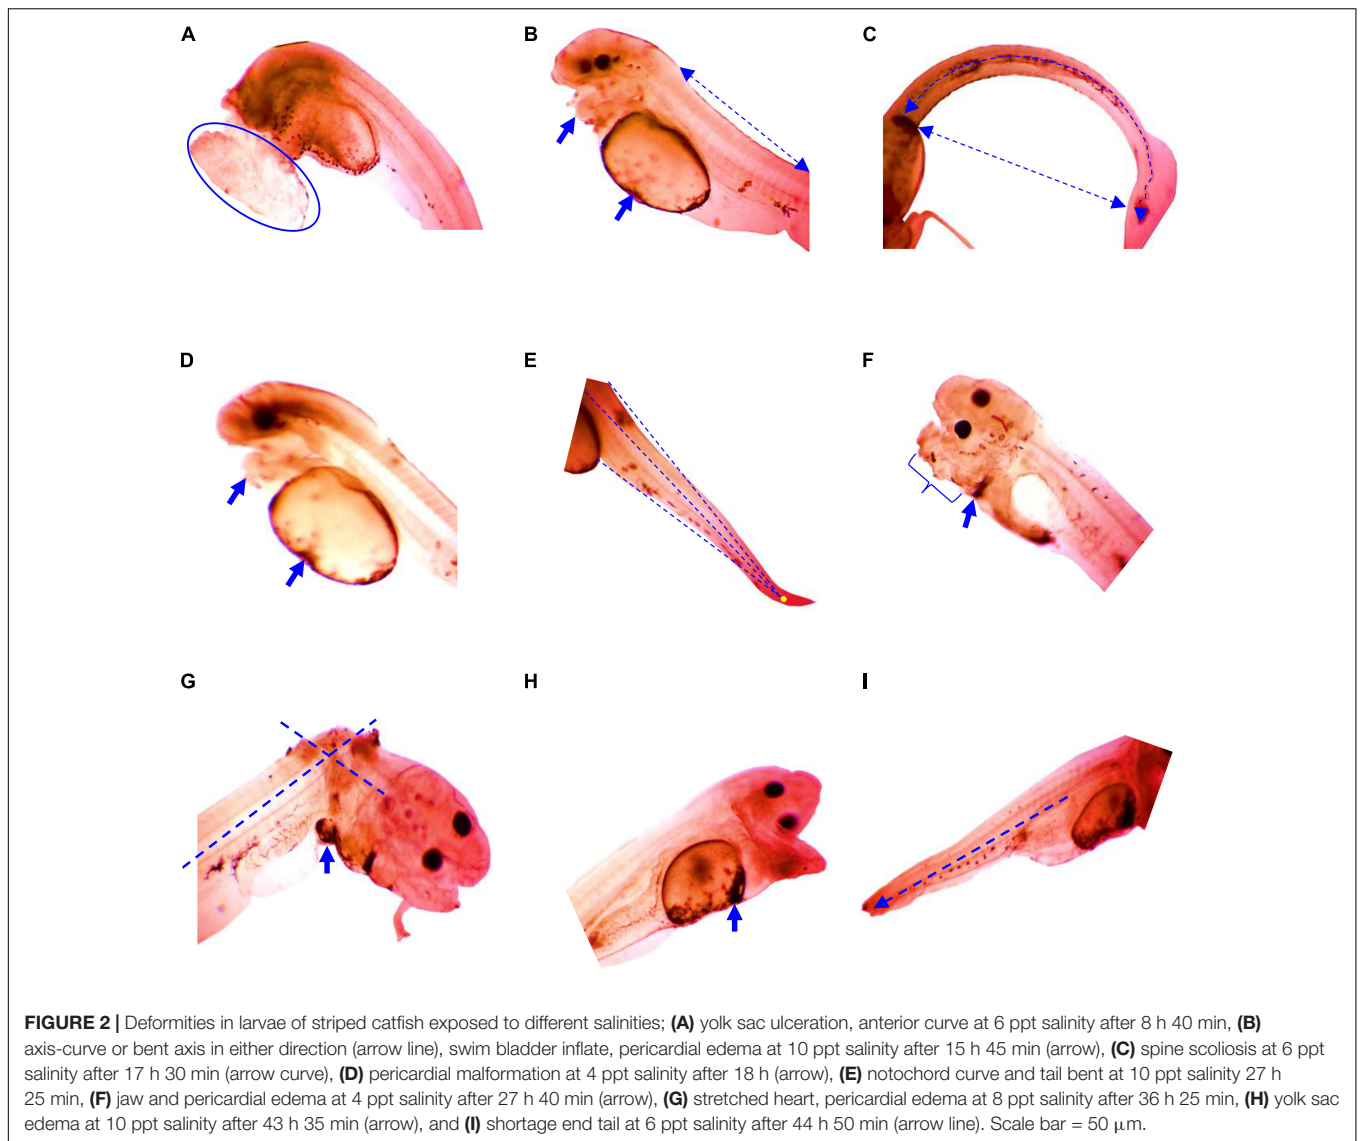 A
B
C
D
E
F
G
H
I
FIGURE 2 | Deformities in larvae of striped catfish exposed to different salinities; (A) yolk sac ulceration, anterior curve at 6 ppt salinity after 8 h 40 min, (B)
axis-curve or bent axis in either direction (arrow line), swim bladder inflate, pericardial edema at 10 ppt salinity after 15 h 45 min (arrow), (C) spine scoliosis at 6 ppt
salinity after 17 h 30 min (arrow curve), (D) pericardial malformation at 4 ppt salinity after 18 h (arrow), (E) notochord curve and tail bent at 10 ppt salinity 27 h
25 min, (F) jaw and pericardial edema at 4 ppt salinity after 27 h 40 min (arrow), (G) stretched heart, pericardial edema at 8 ppt salinity after 36 h 25 min, (H) yolk sac
edema at 10 ppt salinity after 43 h 35 min (arrow), and (I) shortage end tail at 6 ppt salinity after 44 h 50 min (arrow line). Scale bar = 50 μm.